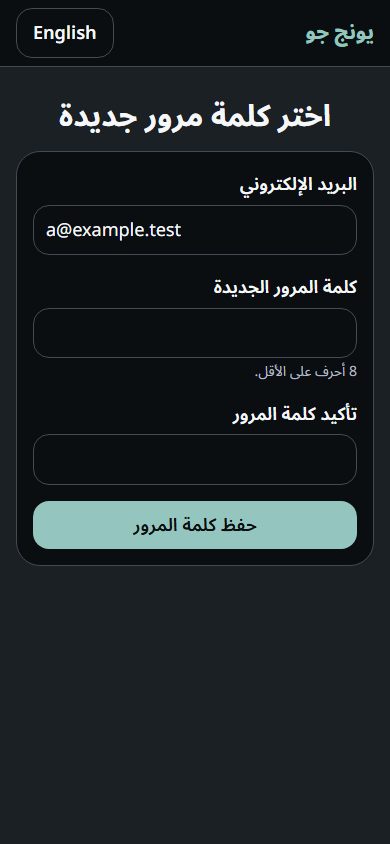 يونج جو
English
اختر كلمة مرور جديدة
البريد الإلكتروني
a@example.test
كلمة المرور الجديدة
8 أحرف على الأقل.
تأكيد كلمة المرور
حفظ كلمة المرور